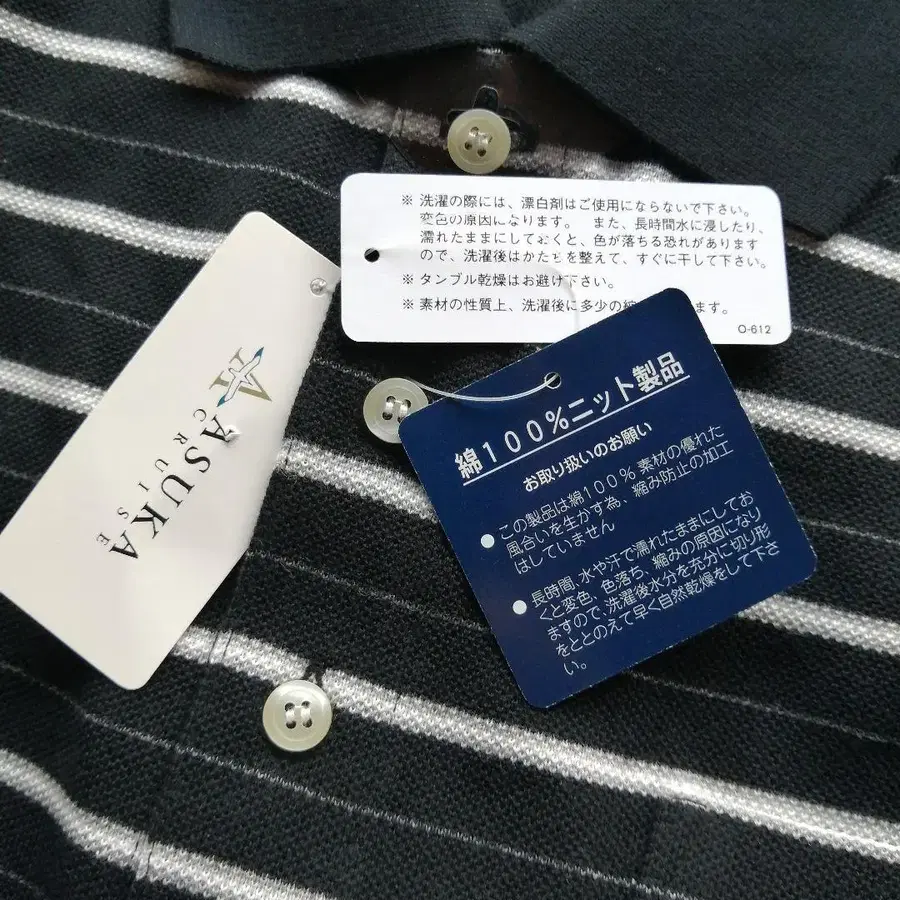 ※ 洗濯の際には、漂白剤はご使用にならないで下さい。
変色の原因になります。 また、長時間水に浸したり、
濡れたままにしておくと、色が落ちる恐れがあります
ので、洗濯後はかたちを整えて、すぐに干して下さい。
※ タンブル乾燥はお避け下さい。
※ 素材の性質上、洗濯後に多少の縮 ます。
O-612
ASUKA
CRUISE
綿100%ニット製品
お取り扱いのお願い
● この製品は綿100%素材の優れた
風合いを生かす為、縮み防止の加工
はしていません
● 長時間、水や汗で濡れたままにしてお
くと変色、色落ち、縮みの原因になり
ますので、洗濯後水分を充分に切り形
をととのえて早く自然乾燥をして下さ
い。